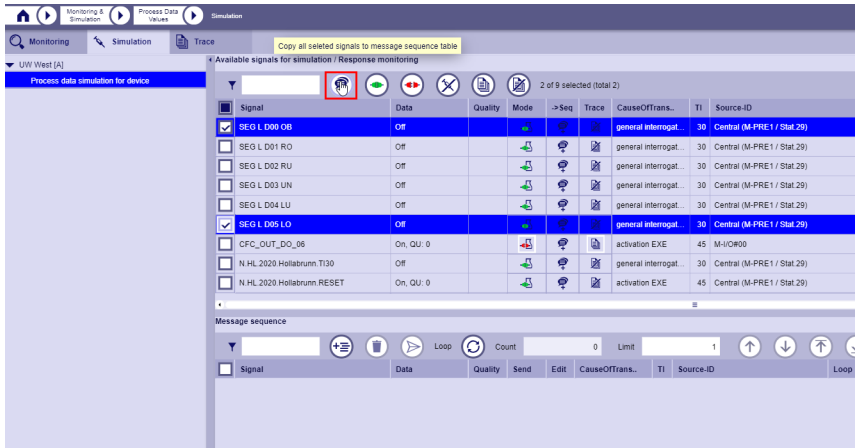 Monitoring & Simulation
Process Data Values
Simulation
Monitoring
Simulation
Trace
Copy all seleted signals to message sequence table
UW West [A]
Process data simulation for device
Available signals for simulation / Response monitoring
2 of 9 selected (total 2)
Signal Data Quality Mode ->Seq Trace CauseOfTrans.. TI Source-ID
SEG L D00 OB Off general interrogat... 30 Central (M-PRE1 / Stat.29)
SEG L D01 RO Off general interrogat... 30 Central (M-PRE1 / Stat.29)
SEG L D02 RU Off general interrogat... 30 Central (M-PRE1 / Stat.29)
SEG L D03 UN Off general interrogat... 30 Central (M-PRE1 / Stat.29)
SEG L D04 LU Off general interrogat... 30 Central (M-PRE1 / Stat.29)
SEG L D05 LO Off general interrogat... 30 Central (M-PRE1 / Stat.29)
CFC_OUT_DO_06 On, QU: 0 activation EXE 45 M-I/O#00
N.HL.2020.Hollabrunn.TI30 Off general interrogat... 30 Central (M-PRE1 / Stat.29)
N.HL.2020.Hollabrunn.RESET On, QU: 0 activation EXE 45 Central (M-PRE1 / Stat.29)
Message sequence
Loop Count 0 Limit 1
Signal Data Quality Send Edit CauseOfTrans.. TI Source-ID Loop